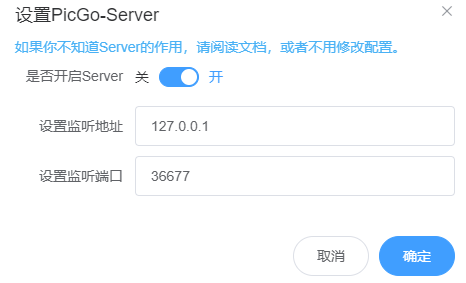 设置PicGo-Server
如果你不知道Server的作用，请阅读文档，或者不用修改配置。
是否开启Server 关 开
设置监听地址 127.0.0.1
设置监听端口 36677
取消 确定